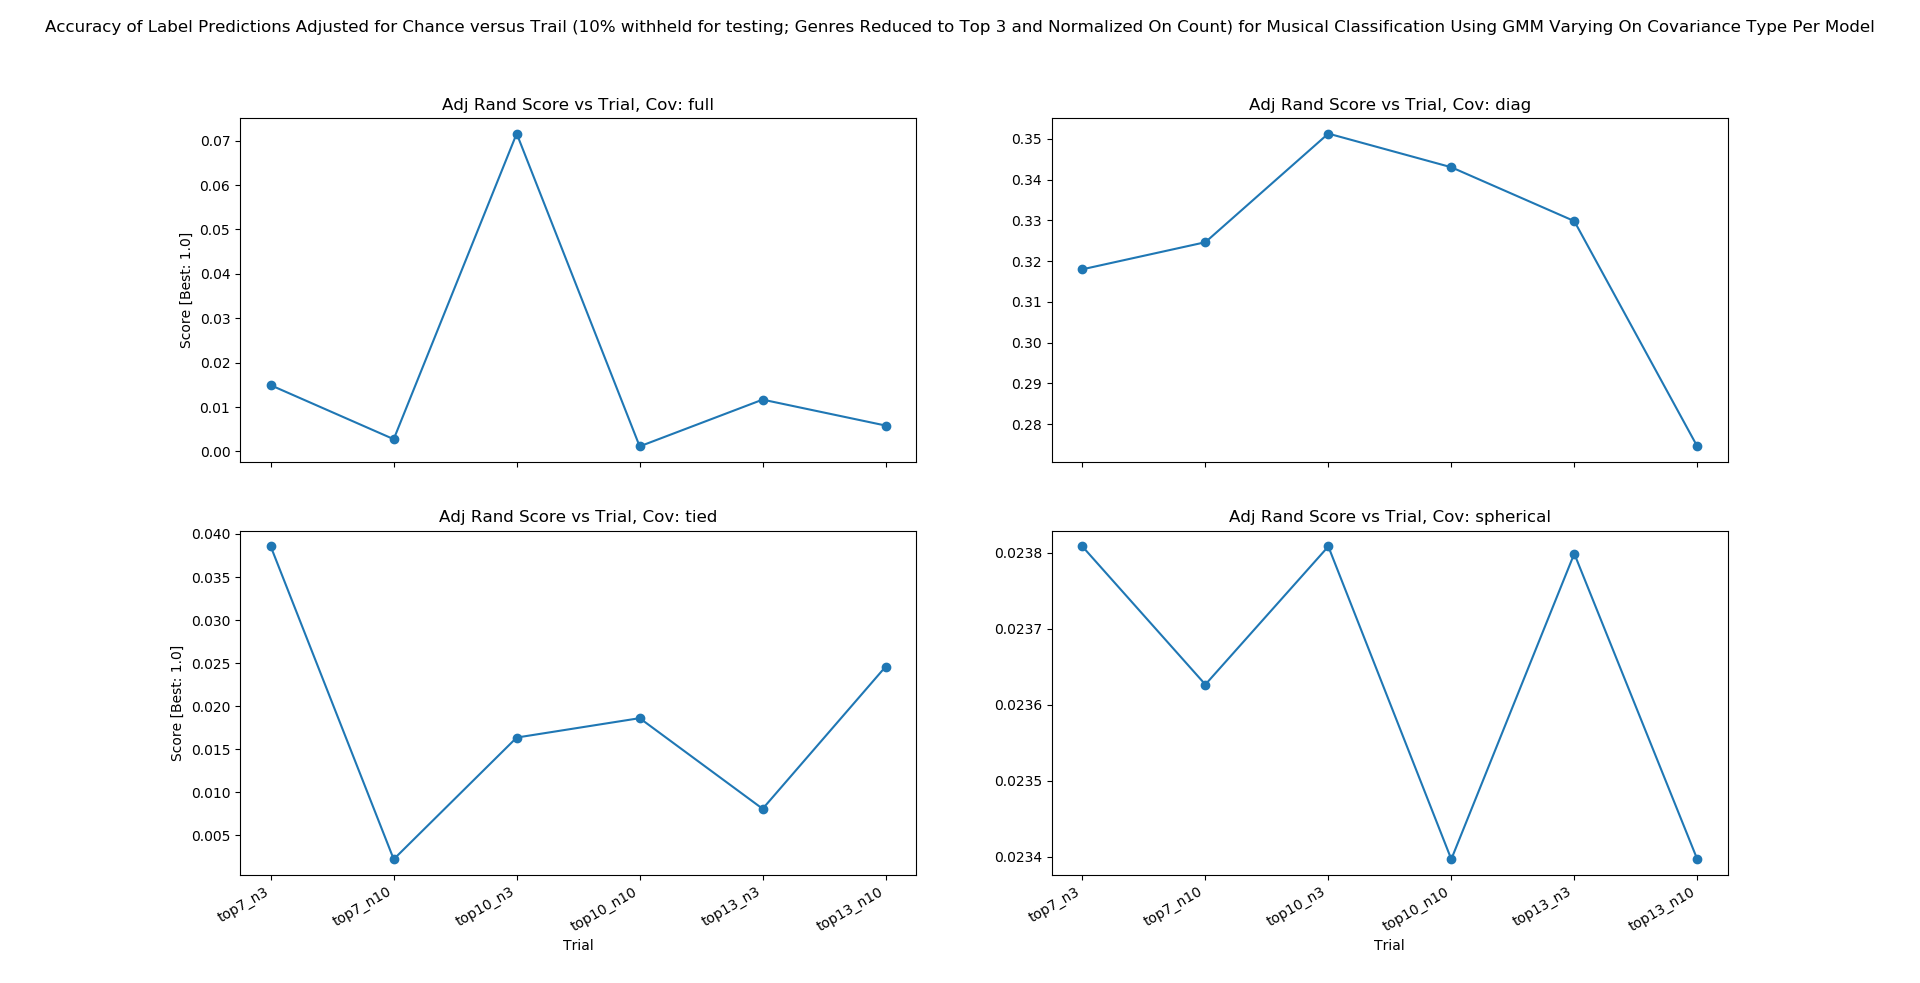 Accuracy of Label Predictions Adjusted for Chance versus Trail (10% withheld for testing; Genres Reduced to Top 3 and Normalized On Count) for Musical Classification Using GMM Varying On Covariance Type Per Model
Adj Rand Score vs Trial, Cov: full
0.07
0.06
0.05
0.04
0.03
0.02
0.01
0.00
Score [Best: 1.0]
Adj Rand Score vs Trial, Cov: diag
0.35
0.34
0.33
0.32
0.31
0.30
0.29
0.28
Adj Rand Score vs Trial, Cov: tied
0.040
0.035
0.030
0.025
0.020
0.015
0.010
0.005
Score [Best: 1.0]
top7_n3
top7_n10
top10_n3
top10_n10
top13_n3
top13_n10
Trial
Adj Rand Score vs Trial, Cov: spherical
0.0238
0.0237
0.0236
0.0235
0.0234
top7_n3
top7_n10
top10_n3
top10_n10
top13_n3
top13_n10
Trial